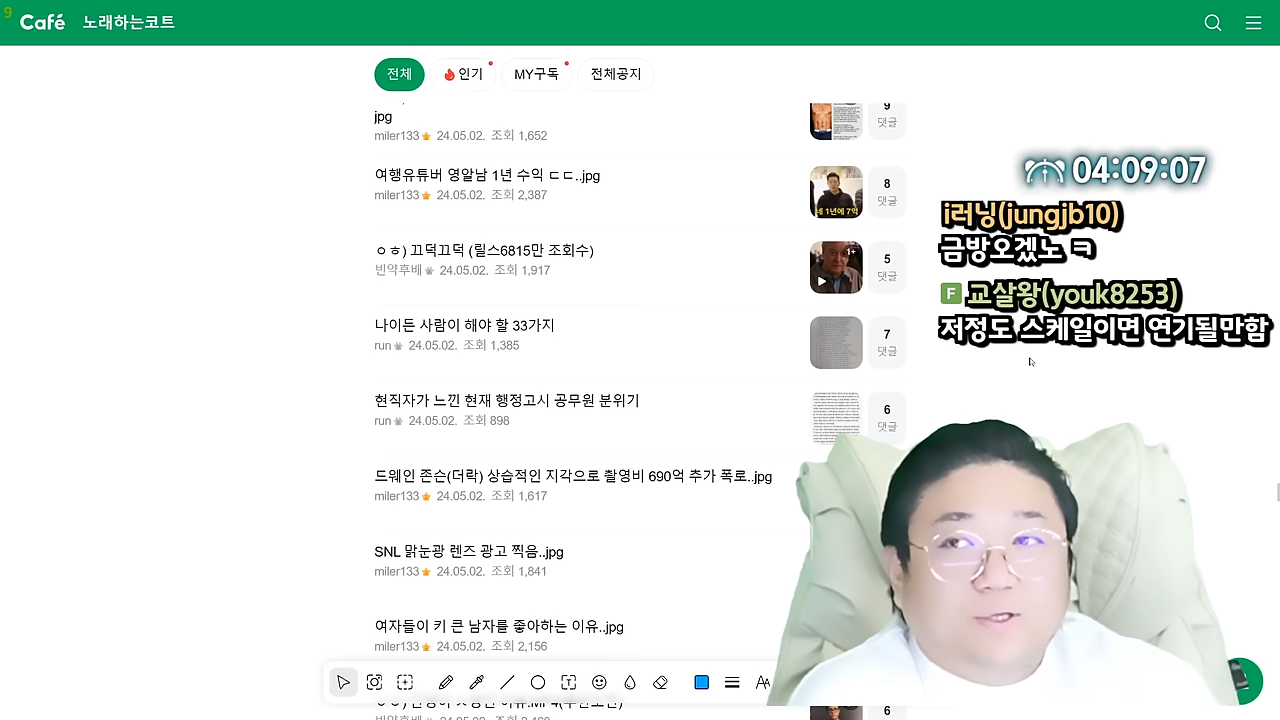 9
Café 노래하는코트
전체 인기 MY구독 전체공지
jpg
miler133 24.05.02. 조회 1,652
9
댓글
여행유튜버 영알남 1년 수익 ㄷㄷ..jpg
miler133 24.05.02. 조회 2,387
네 1년에 7억
8
댓글
ㅇㅎ) 끄덕끄덕 (릴스6815만 조회수)
빈약후배 24.05.02. 조회 1,917
1+
5
댓글
나이든 사람이 해야 할 33가지
run 24.05.02. 조회 1,385
7
댓글
현직자가 느낀 현재 행정고시 공무원 분위기
run 24.05.02. 조회 898
6
댓글
드웨인 존슨(더락) 상습적인 지각으로 촬영비 690억 추가 폭로..jpg
miler133 24.05.02. 조회 1,617
SNL 맑눈광 렌즈 광고 찍음..jpg
miler133 24.05.02. 조회 1,841
여자들이 키 큰 남자를 좋아하는 이유..jpg
miler133 24.05.02. 조회 2,156
6
04:09:07
i러닝(jungjb10)
금방오겠노 ㅋ
F 교살왕(youk8253)
저정도 스케일이면 연기될만함